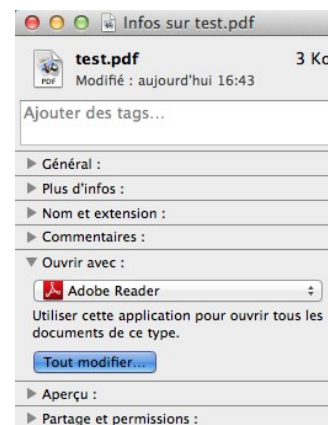 Infos sur test.pdf
test.pdf 3 Ko
Modifié : aujourd'hui 16:43
Ajouter des tags...
Général :
Plus d'infos :
Nom et extension :
Commentaires :
Ouvrir avec :
Adobe Reader
Utiliser cette application pour ouvrir tous les
documents de ce type.
Tout modifier...
Aperçu :
Partage et permissions :